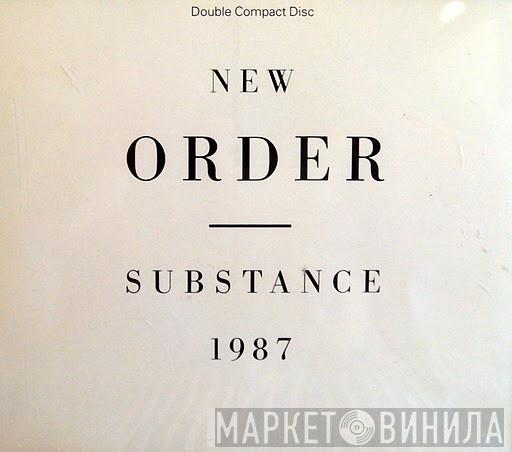 Double Compact Disc
NEW
ORDER
SUBSTANCE
1987
МАРКЕТ ВИНИЛА